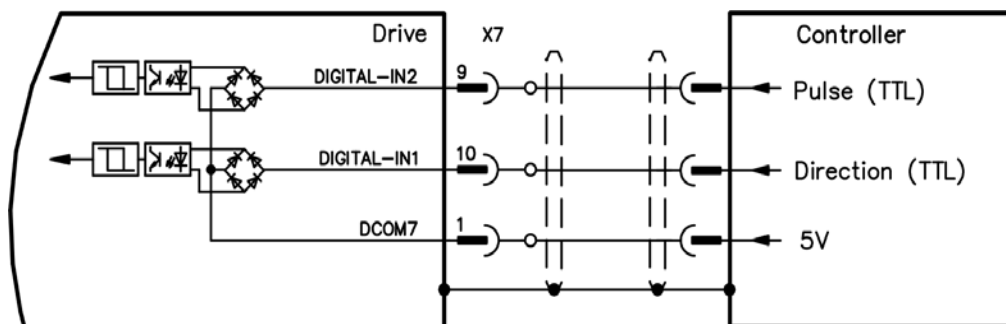 Drive X7 Controller
DIGITAL-IN2 9 Pulse (TTL)
DIGITAL-IN1 10 Direction (TTL)
DCOM7 1 5V